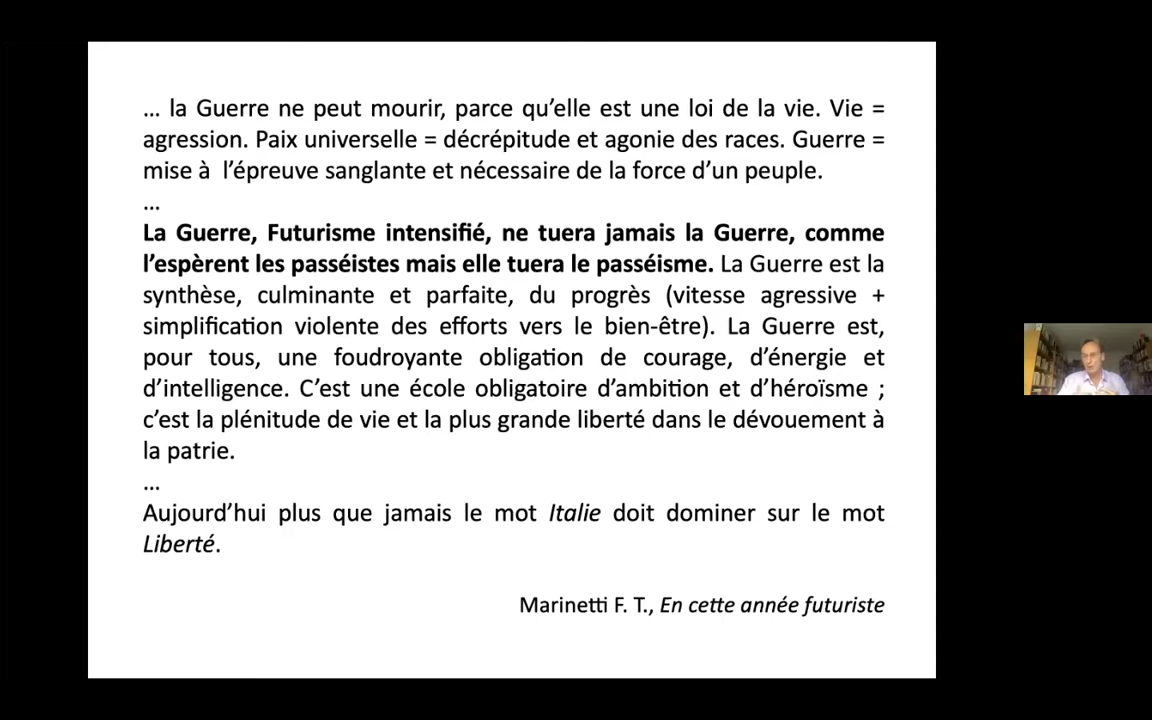 … la Guerre ne peut mourir, parce qu’elle est une loi de la vie. Vie =
agression. Paix universelle = décrépitude et agonie des races. Guerre =
mise à l’épreuve sanglante et nécessaire de la force d’un peuple.
…
La Guerre, Futurisme intensifié, ne tuera jamais la Guerre, comme
l’espèrent les passéistes mais elle tuera le passéisme. La Guerre est la
synthèse, culminante et parfaite, du progrès (vitesse agressive +
simplification violente des efforts vers le bien-être). La Guerre est,
pour tous, une foudroyante obligation de courage, d’énergie et
d’intelligence. C’est une école obligatoire d’ambition et d’héroïsme ;
c’est la plénitude de vie et la plus grande liberté dans le dévouement à
la patrie.
…
Aujourd’hui plus que jamais le mot Italie doit dominer sur le mot
Liberté.
Marinetti F. T., En cette année futuriste